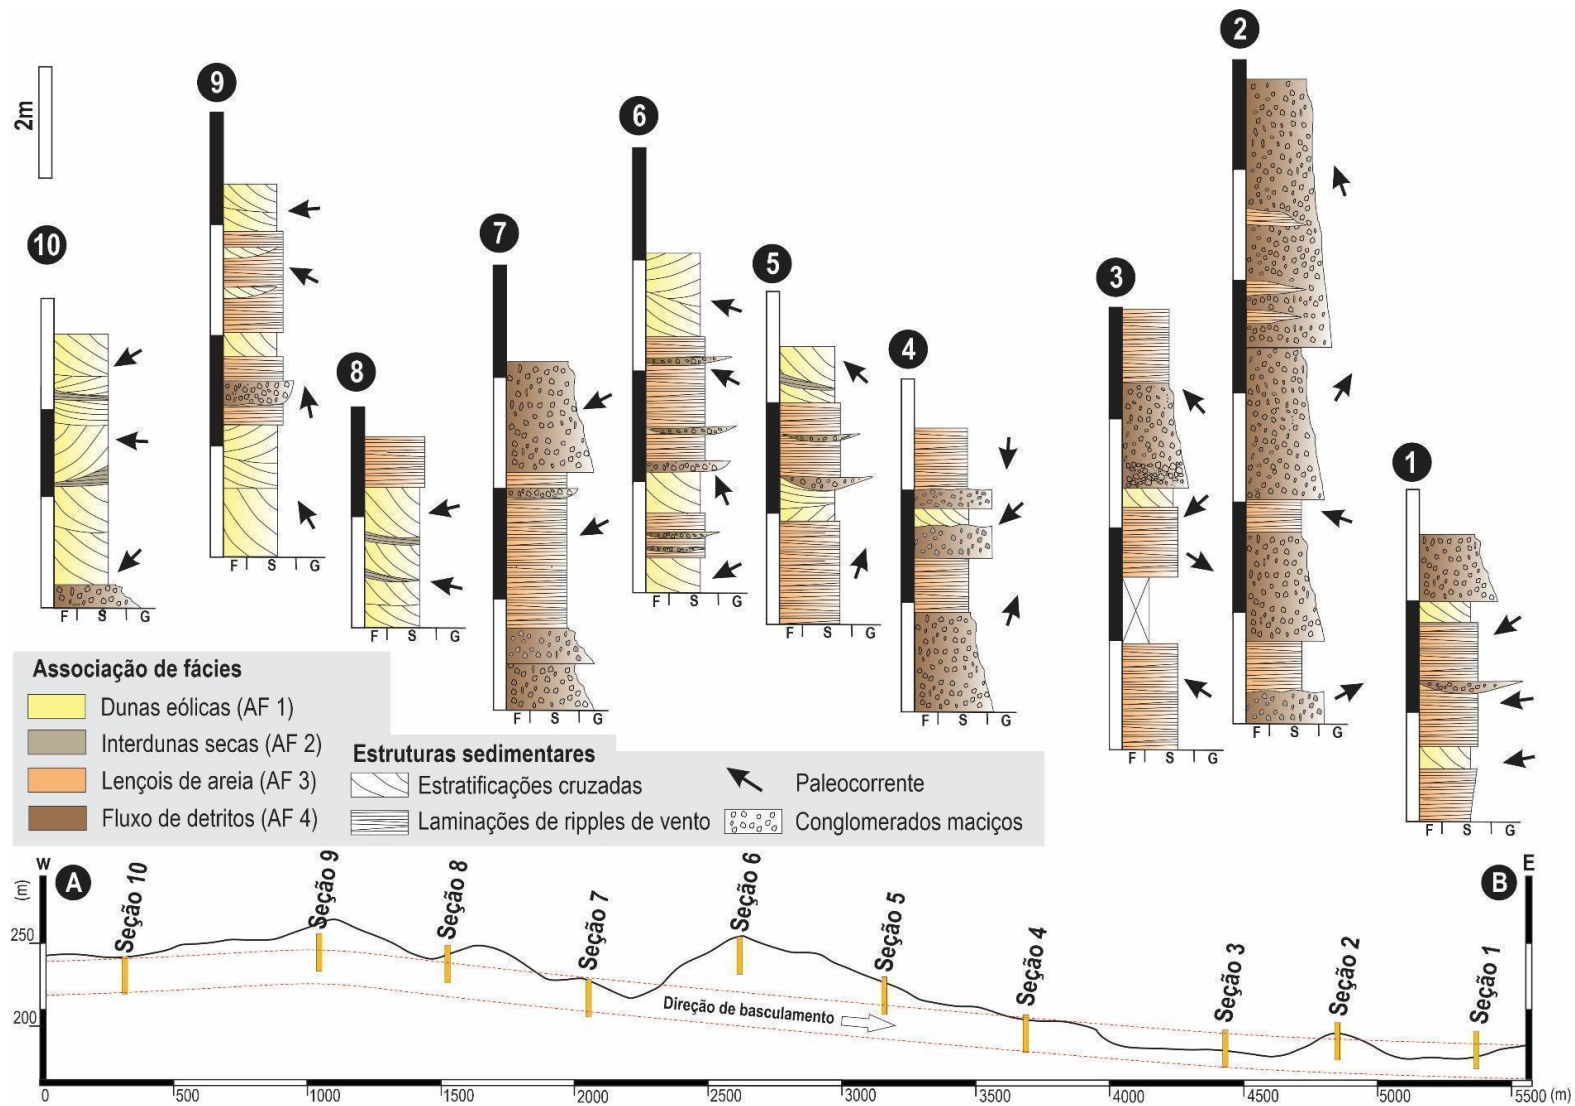 2m
10
9
8
7
6
5
4
3
2
1
F S G
F S G
F S G
F S G
F S G
F S G
F S G
F S G
F S G
F S G
Associação de fácies
Dunas eólicas (AF 1)
Interdunas secas (AF 2)
Lençois de areia (AF 3)
Fluxo de detritos (AF 4)
Estruturas sedimentares
Estratificações cruzadas
Laminações de ripples de vento
Paleocorrente
Conglomerados maciços
W
A
B
E
(m)
250
200
Seção 10
Seção 9
Seção 8
Seção 7
Seção 6
Seção 5
Seção 4
Seção 3
Seção 2
Seção 1
Direção de basculamento
0 500 1000 1500 2000 2500 3000 3500 4000 4500 5000 5500 (m)